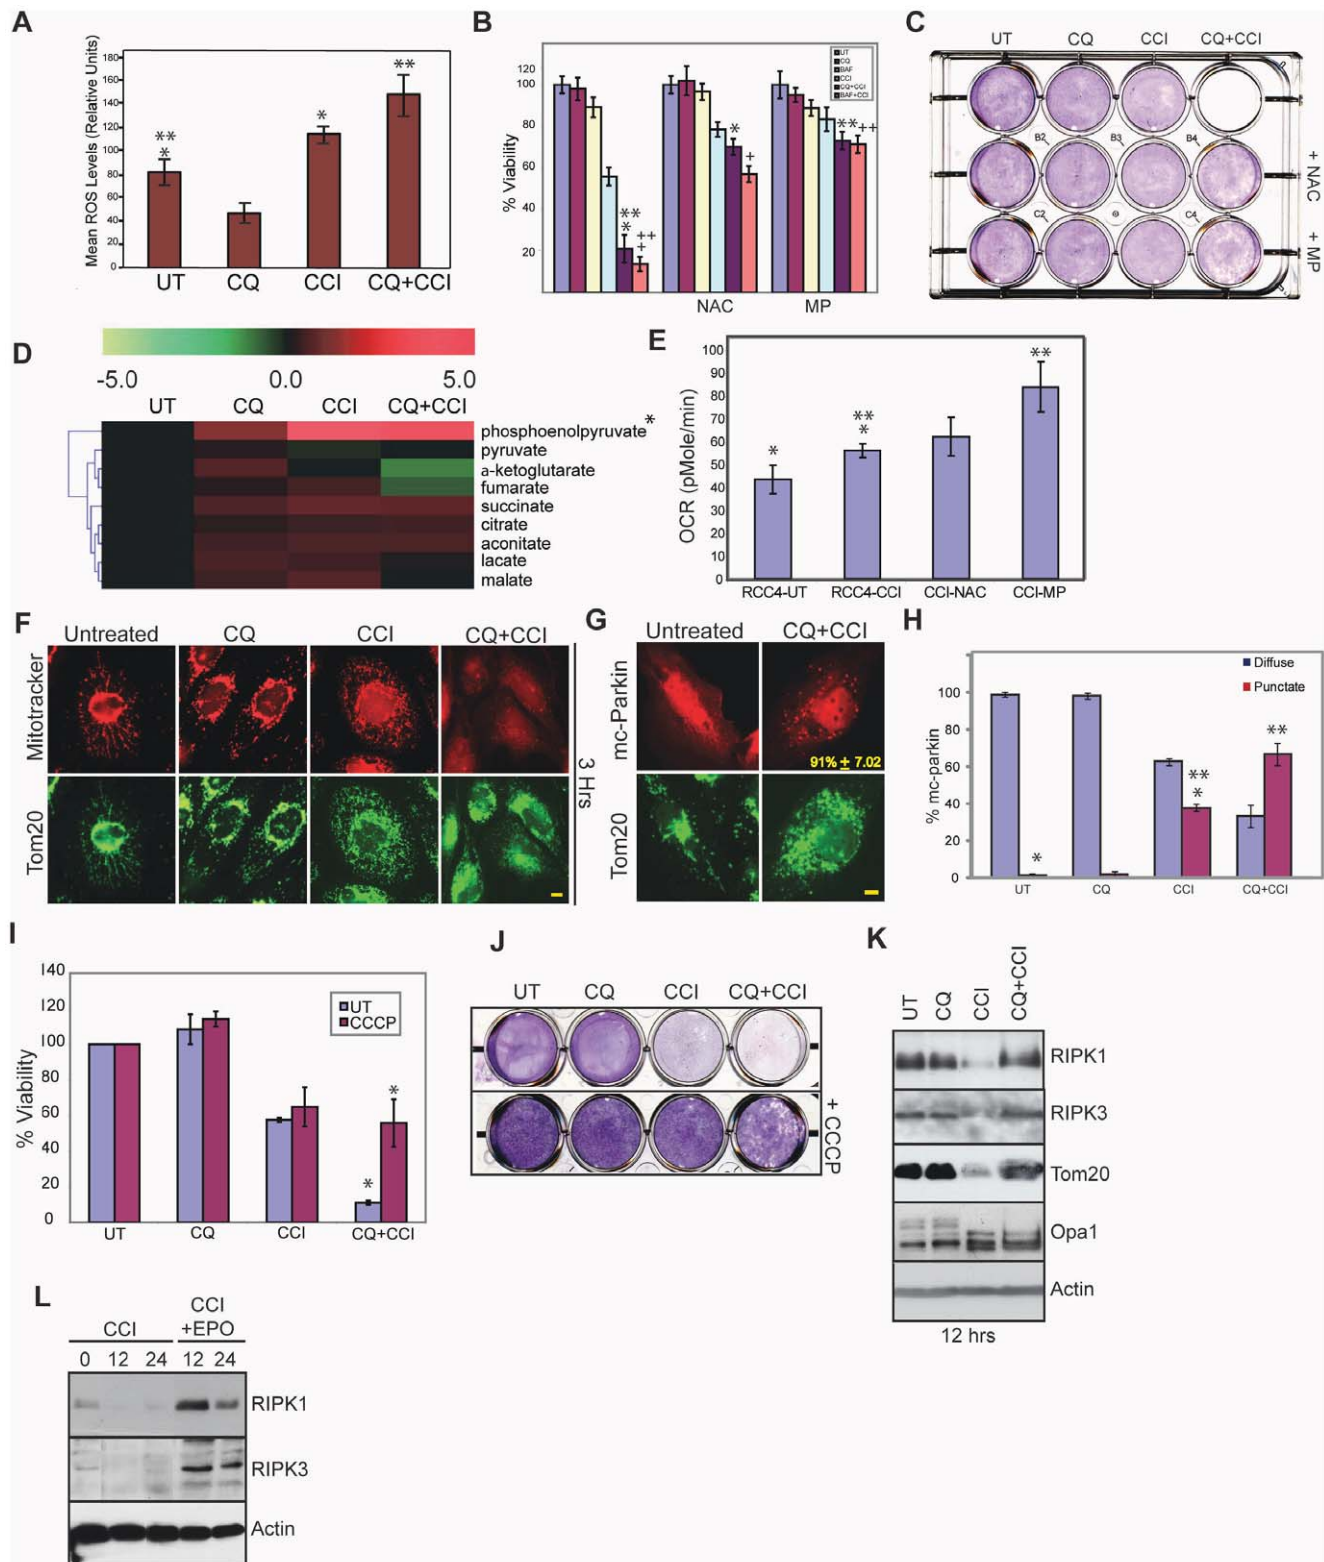 A
Mean ROS Levels (Relative Units)
180
160
140
120
100
80
60
40
20
0
**
*
*
**
UT CQ CCI CQ+CCI
B
% Viability
120
100
80
60
40
20
UT
CQ
BAF
CCI
CQ+CCI
BAF+CCI
**
*
++
+
*
+
**
++
NAC MP
C
UT CQ CCI CQ+CCI
B2 B3 B4
C2 C4
+ NAC
+ MP
D
-5.0 0.0 5.0
UT CQ CCI CQ+CCI
phosphoenolpyruvate*
pyruvate
a-ketoglutarate
fumarate
succinate
citrate
aconitate
lacate
malate
E
OCR (pMole/min)
100
90
80
70
60
50
40
30
20
10
0
*
**
*
**
RCC4-UT RCC4-CCI CCI-NAC CCI-MP
F
Untreated CQ CCI CQ+CCI
Mitotracker
Tom20
3 Hrs
G
Untreated CQ+CCI
mc-Parkin
91% ± 7.02
Tom20
H
% mc-parkin
100
80
60
40
20
0
Diffuse
Punctate
*
**
*
**
UT CQ CCI CQ+CCI
I
% Viability
140
120
100
80
60
40
20
0
UT
CCCP
*
*
UT CQ CCI CQ+CCI
J
UT CQ CCI CQ+CCI
+ CCCP
K
UT CQ CCI CQ+CCI
RIPK1
RIPK3
Tom20
Opa1
Actin
12 hrs
L
CCI
CCI
+EPO
0 12 24 12 24
RIPK1
RIPK3
Actin